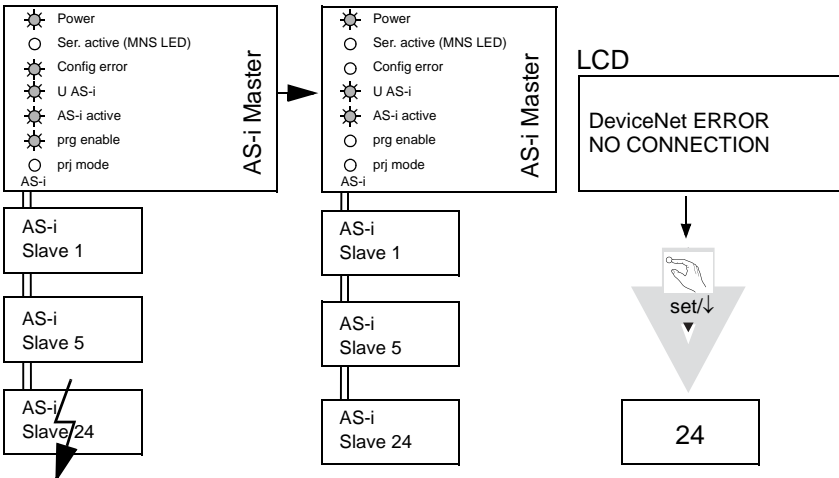 Power
Ser. active (MNS LED)
Config error
U AS-i
AS-i active
prg enable
prj mode
AS-i
AS-i Master
AS-i
Slave 1
AS-i
Slave 5
AS-i
Slave 24
Power
Ser. active (MNS LED)
Config error
U AS-i
AS-i active
prg enable
prj mode
AS-i
AS-i Master
AS-i
Slave 1
AS-i
Slave 5
AS-i
Slave 24
LCD
DeviceNet ERROR
NO CONNECTION
set/↓
24